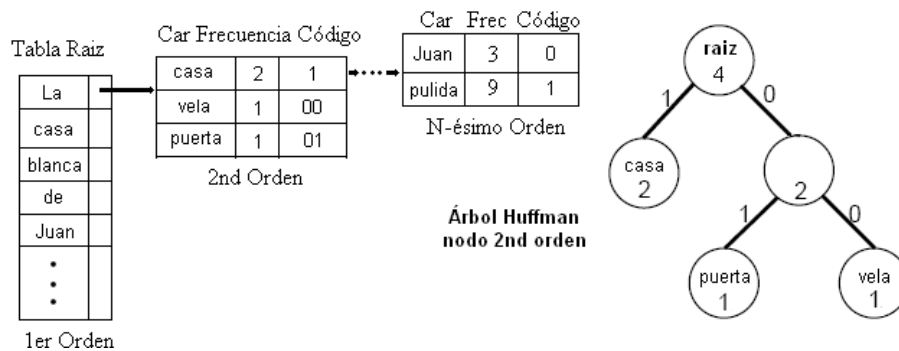 Tabla Raiz
La
casa
blanca
de
Juan
1er Orden
Car Frecuencia Código
casa 2 1
vela 1 00
puerta 1 01
2nd Orden
Car Frec Código
Juan 3 0
pulida 9 1
N-ésimo Orden
Árbol Huffman
nodo 2nd orden
raiz
4
1 0
casa
2
2
1 0
puerta
1
vela
1